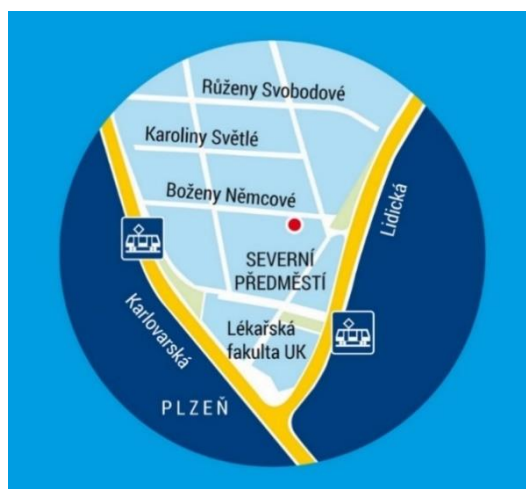 Růženy Svobodové
Karoliny Světlé
Boženy Němcové
Lidická
SEVERNÍ
PŘEDMĚSTÍ
Karlovarská
Lékařská
fakulta UK
PLZEŇ